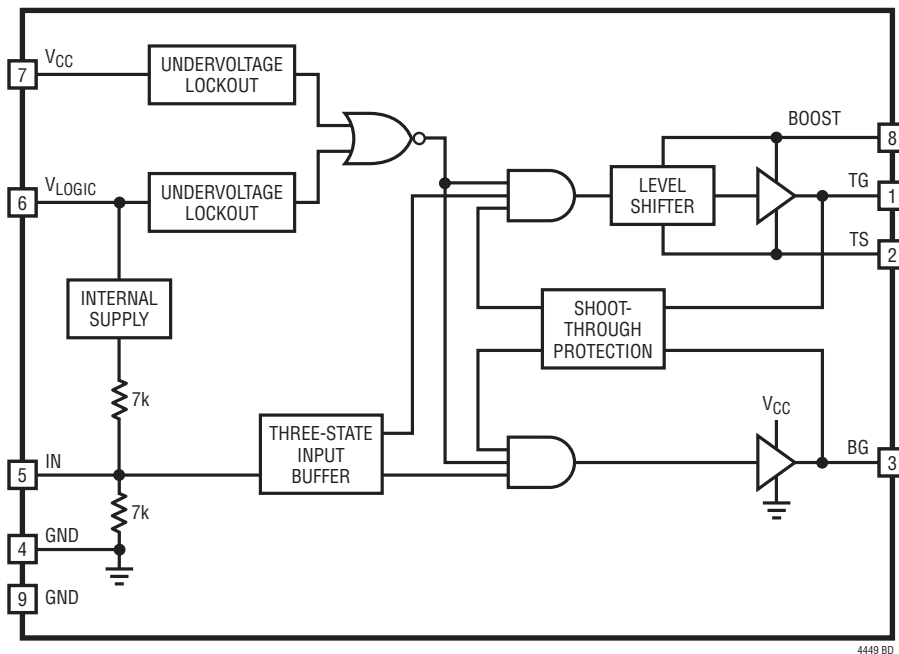 7
VCC
UNDERVOLTAGE
LOCKOUT
BOOST
8
6
VLOGIC
UNDERVOLTAGE
LOCKOUT
LEVEL
SHIFTER
TG
1
TS
2
INTERNAL
SUPPLY
SHOOT-
THROUGH
PROTECTION
7k
VCC
THREE-STATE
INPUT
BUFFER
5
IN
BG
3
7k
4
GND
9
GND
4449 BD